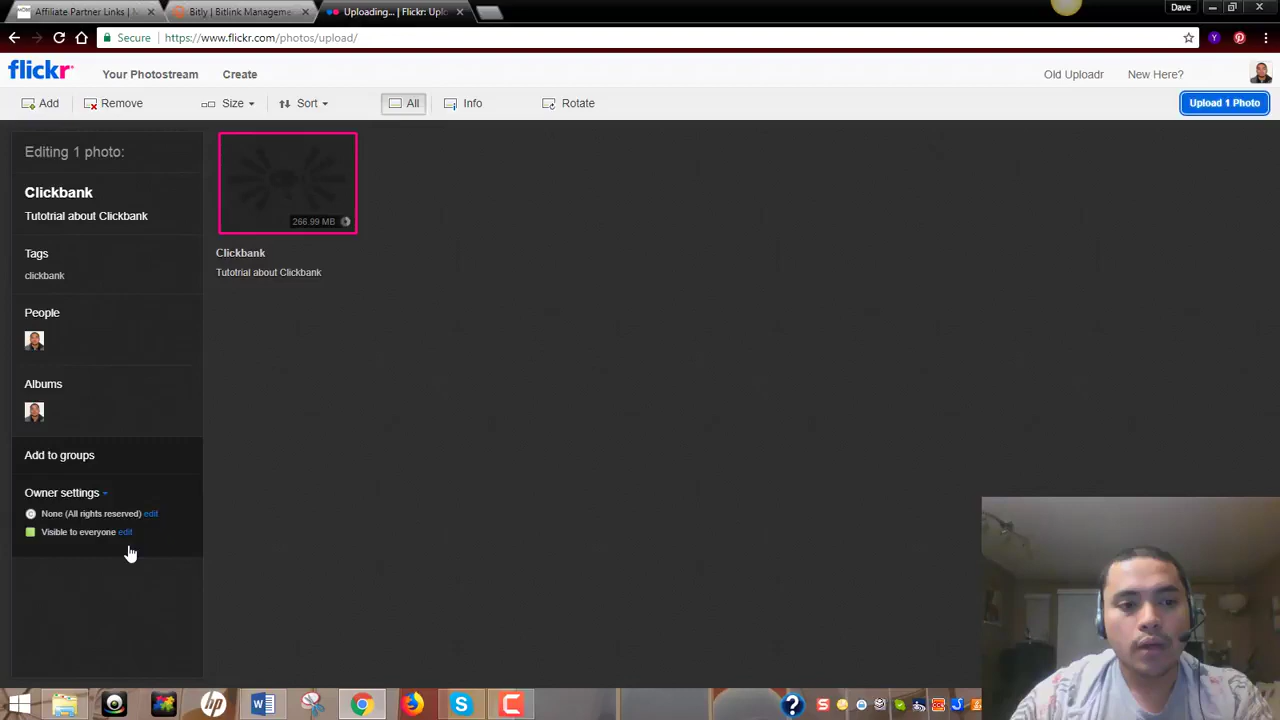 Affiliate Partner Links | M
Bitly | Bitlink Manageme
Uploading... | Flickr: Uplo
Dave
Secure https://www.flickr.com/photos/upload/
flickr Your Photostream Create Old Uploadr New Here?
Add Remove Size Sort All Info Rotate Upload 1 Photo
Editing 1 photo:
Clickbank
Tutotrial about Clickbank
Tags
clickbank
People
Albums
Add to groups
Owner settings
None (All rights reserved) edit
Visible to everyone edit
266.99 MB
Clickbank
Tutotrial about Clickbank